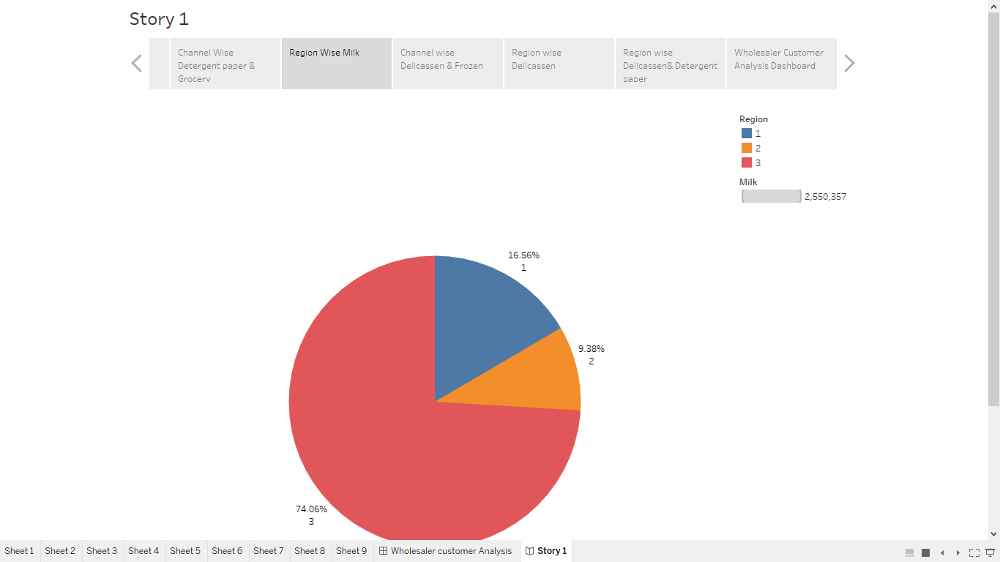 Story 1
Channel Wise
Detergent paper &
Grocery
Region Wise Milk
Channel wise
Delicassen & Frozen
Region wise
Delicassen
Region wise
Delicassen& Detergent
paper
Wholesaler Customer
Analysis Dashboard
Region
1
2
3
Milk
2,550,357
16.56%
1
9.38%
2
74.06%
3
Sheet 1 Sheet 2 Sheet 3 Sheet 4 Sheet 5 Sheet 6 Sheet 7 Sheet 8 Sheet 9 Wholesaler customer Analysis Story 1